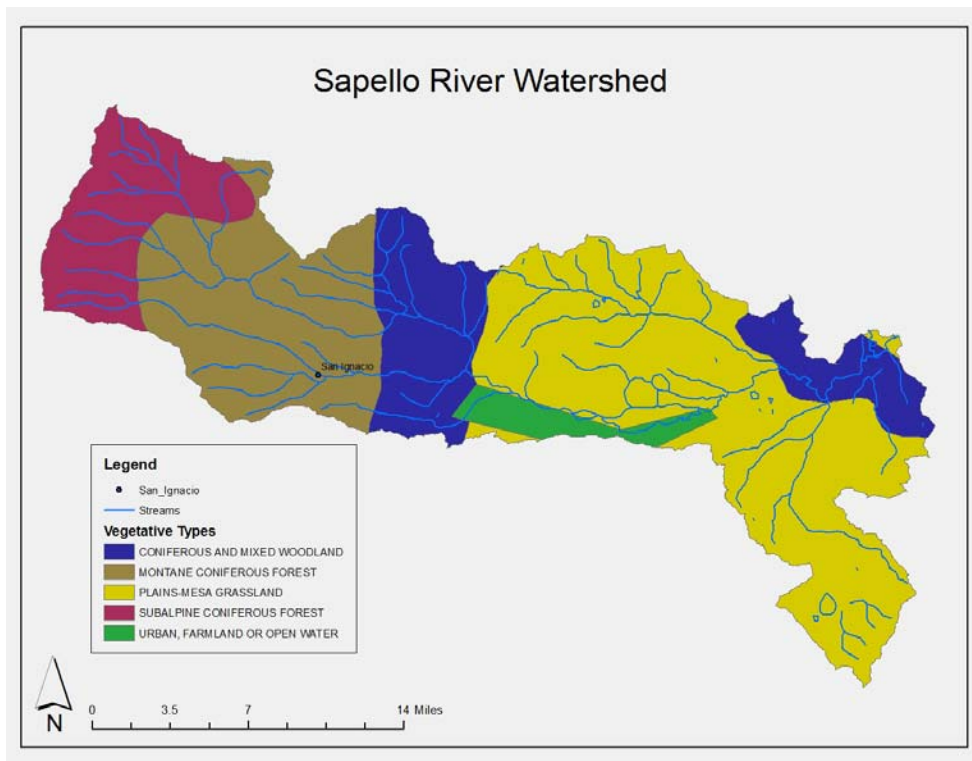 Sapello River Watershed
San Ignacio
Legend
San_Ignacio
Streams
Vegetative Types
CONIFEROUS AND MIXED WOODLAND
MONTANE CONIFEROUS FOREST
PLAINS-MESA GRASSLAND
SUBALPINE CONIFEROUS FOREST
URBAN, FARMLAND OR OPEN WATER
N
0 3.5 7 14 Miles